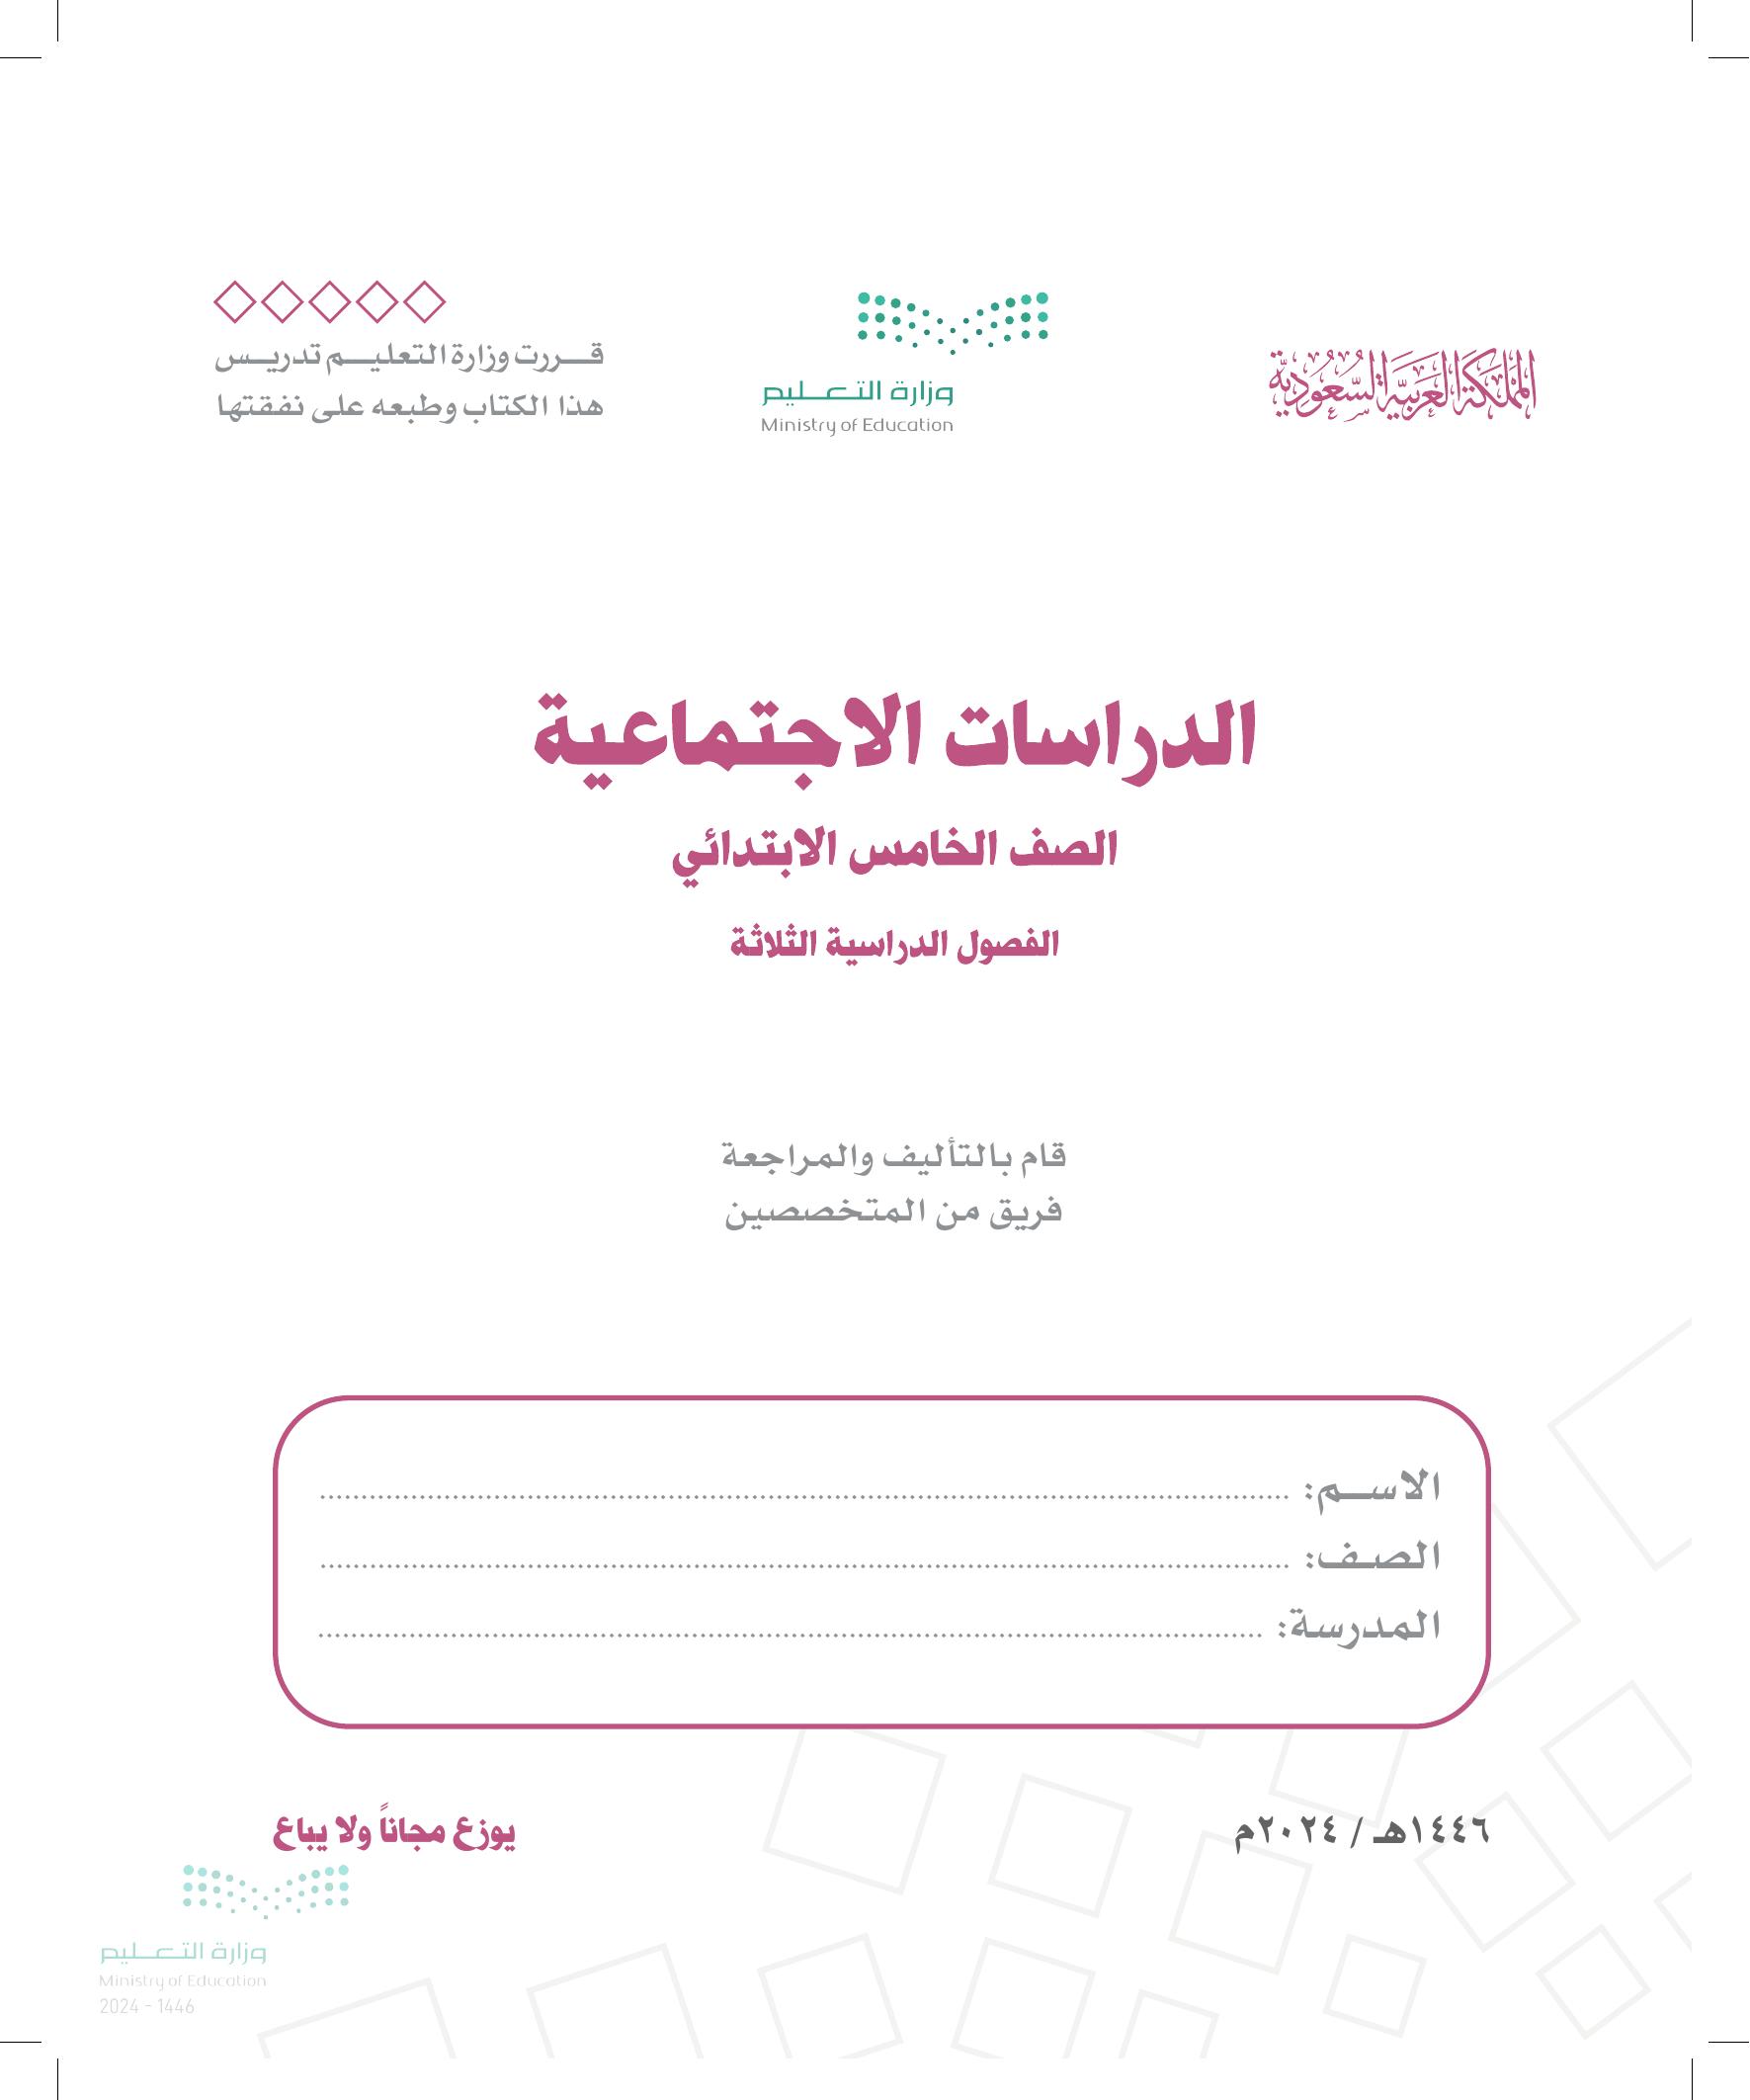 المملكة العربية السعودية
وزارة التعليم
Ministry of Education
قررت وزارة التعليم تدريس
هذا الكتاب وطبعه على نفقتها
الدراسات الاجتماعية
الصف الخامس الابتدائي
الفصول الدراسية الثلاثة
قام بالتأليف والمراجعة
فريق من المتخصصين
الاسم: ........................................................................
الصف: ........................................................................
المدرسة: ........................................................................
١٤٤٦هـ / ٢٠٢٤م
يوزع مجاناً ولا يباع
وزارة التعليم
Ministry of Education
2024 - 1446